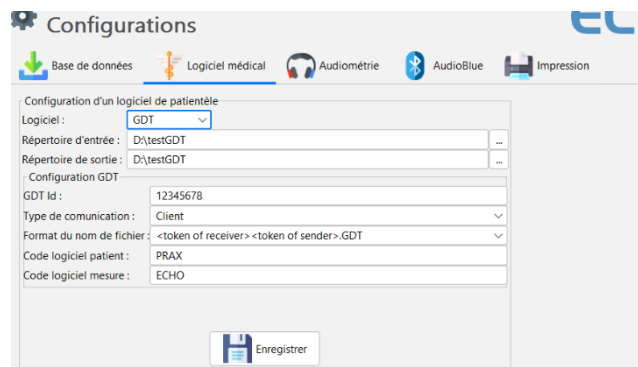 Configurations
EC
Base de données Logiciel médical Audiométrie AudioBlue Impression
Configuration d'un logiciel de patientèle
Logiciel : GDT
Répertoire d'entrée : D:\testGDT ...
Répertoire de sortie : D:\testGDT ...
Configuration GDT
GDT Id : 12345678
Type de comunication : Client
Format du nom de fichier : <token of receiver><token of sender>.GDT
Code logiciel patient : PRAX
Code logiciel mesure : ECHO
Enregistrer